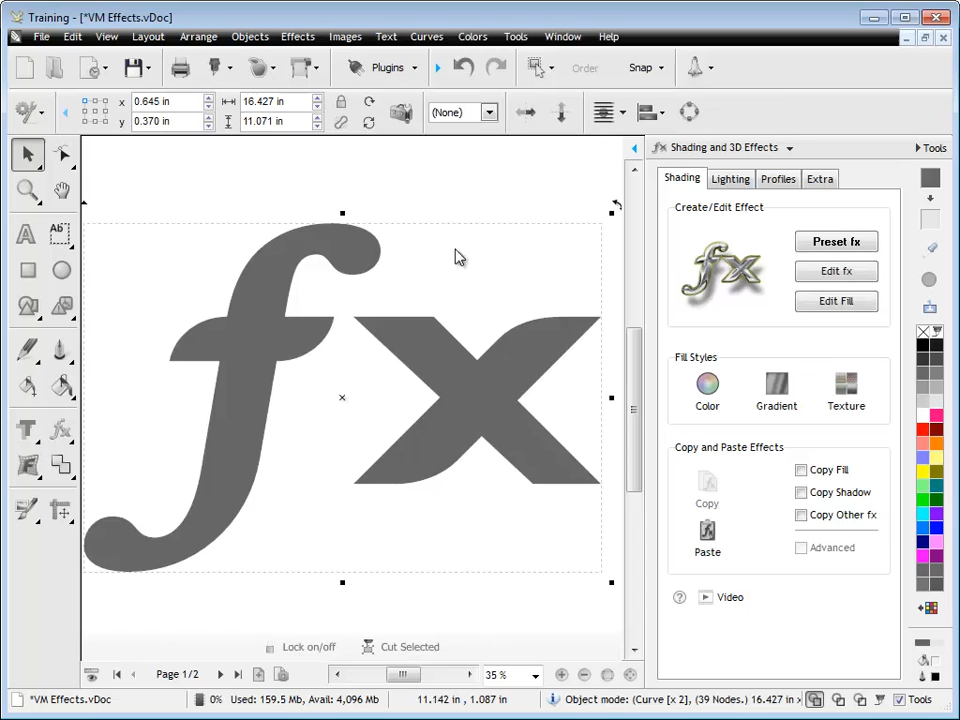 Training - [*VM Effects.vDoc]
File Edit View Layout Arrange Objects Effects Images Text Curves Colors Tools Window Help
Plugins Order Snap
x 0.645 in 16.427 in (None)
y 0.370 in 11.071 in
Shading and 3D Effects Tools
Shading Lighting Profiles Extra
Create/Edit Effect
Preset fx
Edit fx
Edit Fill
fx
Fill Styles
Color Gradient Texture
Copy and Paste Effects
Copy Fill
Copy
Copy Shadow
Copy Other fx
Paste
Advanced
Video
A Ab
T fx
fx
Lock on/off Cut Selected
Page 1/2 35 %
*VM Effects.vDoc 0% Used: 159.5 Mb, Avail: 4,096 Mb 11.142 in , 1.087 in Object mode: (Curve [x 2], (39 Nodes.) 16.427 in x Tools